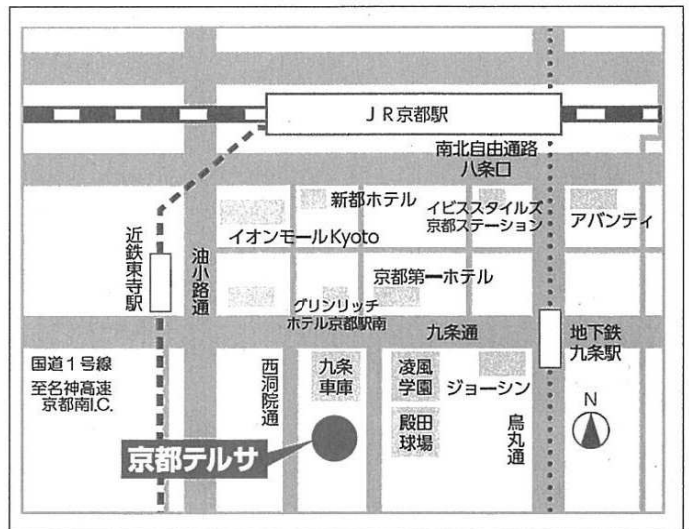 JR京都駅
南北自由通路
八条口
新都ホテル
イビススタイルズ
京都ステーション
アバンティ
イオンモールKyoto
近鉄東寺駅
油小路通
京都第一ホテル
グリンリッチ
ホテル京都駅南
九条通
地下鉄
九条駅
国道1号線
至名神高速
京都南I.C.
西洞院通
九条
車庫
凌風
学園
ジョーシン
殿田
球場
烏丸通
N
京都テルサ